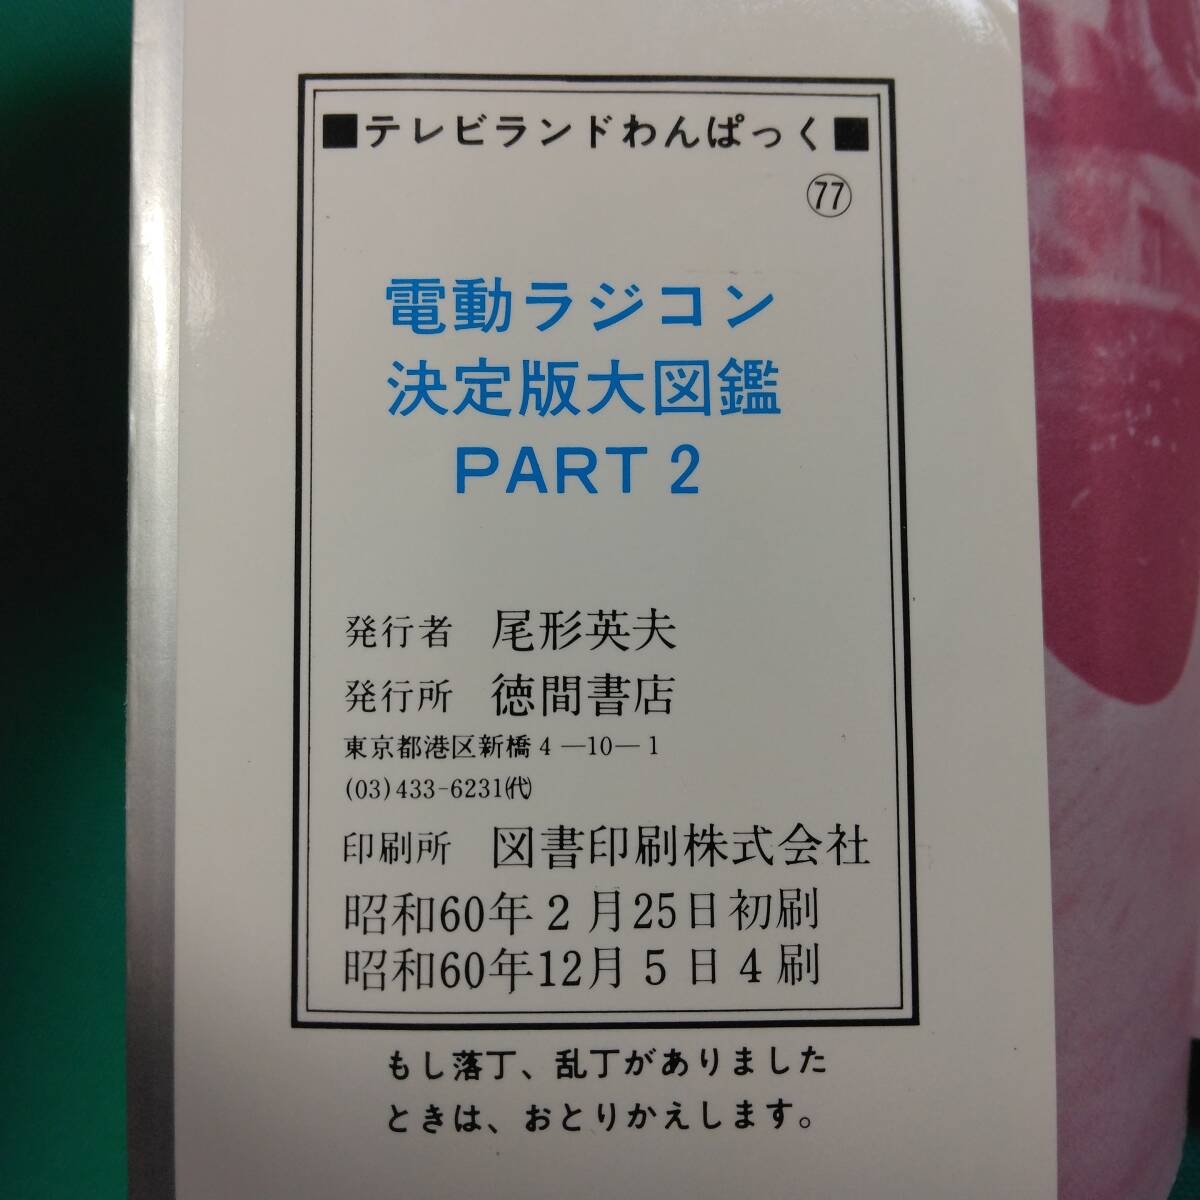 ■テレビランドわんぱっく■
77
電動ラジコン
決定版大図鑑
PART 2
発行者 尾形英夫
発行所 徳間書店
東京都港区新橋4-10-1
(03)433-6231(代)
印刷所 図書印刷株式会社
昭和60年2月25日初刷
昭和60年12月5日4刷
もし落丁、乱丁がありました
ときは、おとりかえします。